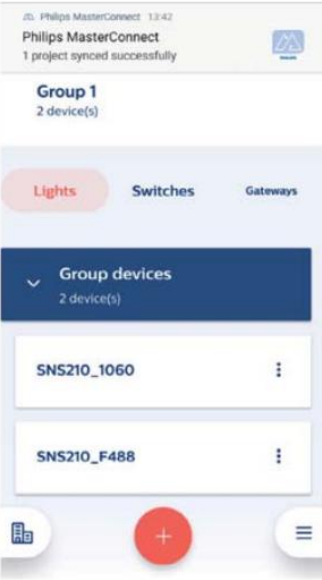 Philips MasterConnect 13:42
Philips MasterConnect
1 project synced successfully
Group 1
2 device(s)
Lights Switches Gateways
Group devices
2 device(s)
SNS210_1060
SNS210_F488